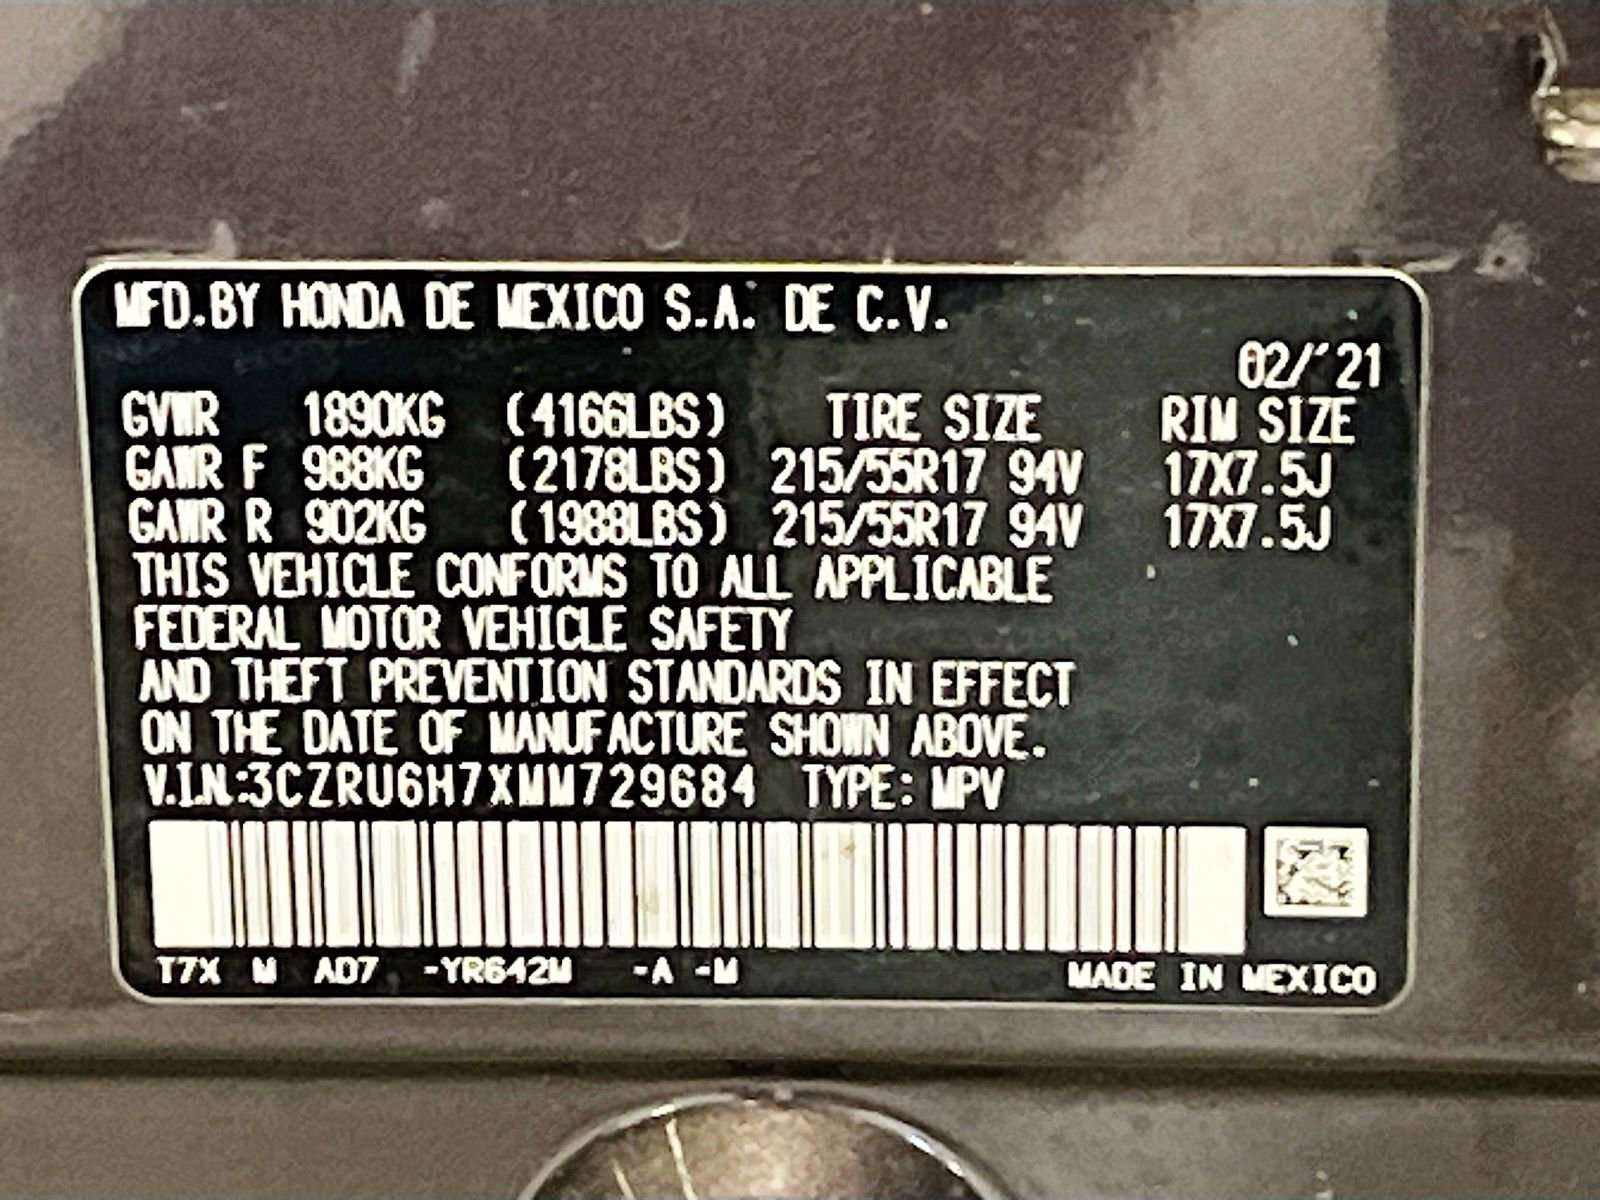 MFD.BY HONDA DE MEXICO S.A. DE C.V.
02/'21
GVWR 1890KG (4166LBS) TIRE SIZE RIM SIZE
GAWR F 988KG (2178LBS) 215/55R17 94V 17X7.5J
GAWR R 902KG (1988LBS) 215/55R17 94V 17X7.5J
THIS VEHICLE CONFORMS TO ALL APPLICABLE
FEDERAL MOTOR VEHICLE SAFETY
AND THEFT PREVENTION STANDARDS IN EFFECT
ON THE DATE OF MANUFACTURE SHOWN ABOVE.
V.I.N.:3CZRU6H7XMM729684 TYPE: MPV
T7X M A07 -YR642M -A -M MADE IN MEXICO